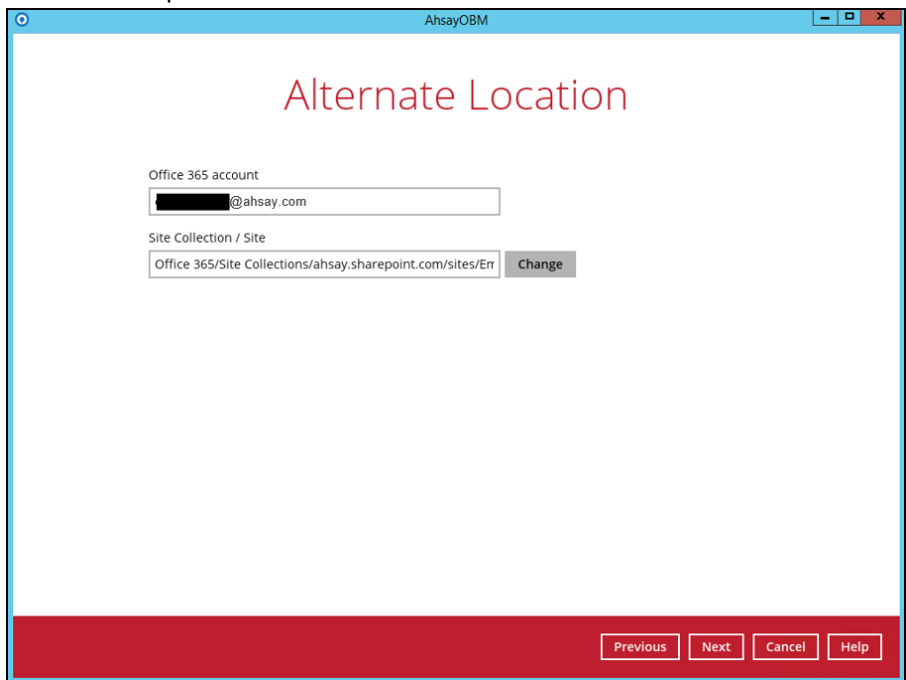 AhsayOBM
Alternate Location
Office 365 account
@ahsay.com
Site Collection / Site
Office 365/Site Collections/ahsay.sharepoint.com/sites/Em
Change
Previous Next Cancel Help